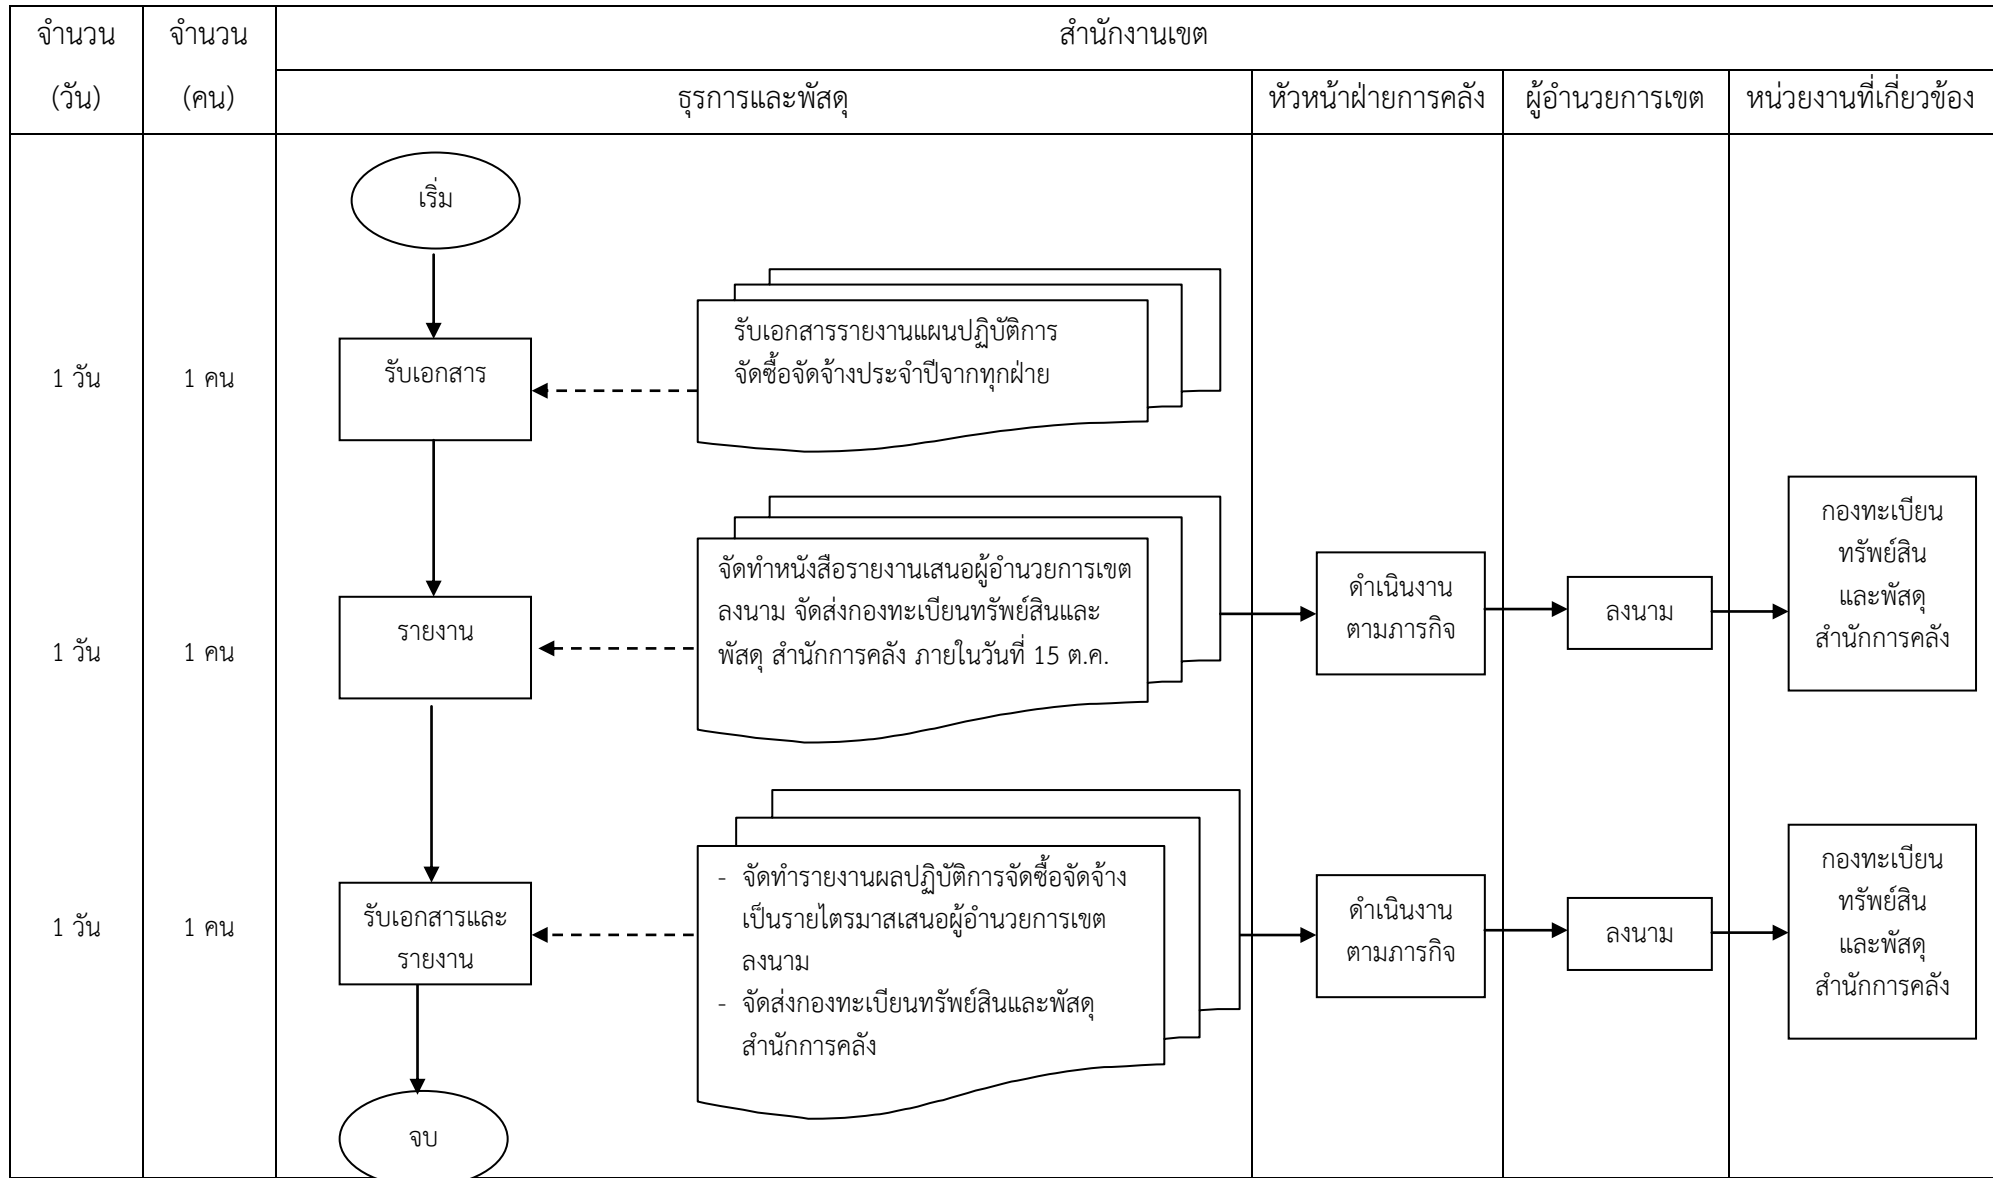 จำนวน
(วัน)
จำนวน
(คน)
สำนักงานเขต
ธุรการและพัสดุ
หัวหน้าฝ่ายการคลัง
ผู้อำนวยการเขต
หน่วยงานที่เกี่ยวข้อง
เริ่ม
1 วัน
1 คน
รับเอกสาร
รับเอกสารรายงานแผนปฏิบัติการ
จัดซื้อจัดจ้างประจำปีจากทุกฝ่าย
1 วัน
1 คน
รายงาน
จัดทำหนังสือรายงานเสนอผู้อำนวยการเขต
ลงนาม จัดส่งกองทะเบียนทรัพย์สินและ
พัสดุ สำนักการคลัง ภายในวันที่ 15 ต.ค.
ดำเนินงาน
ตามภารกิจ
ลงนาม
กองทะเบียน
ทรัพย์สิน
และพัสดุ
สำนักการคลัง
1 วัน
1 คน
รับเอกสารและ
รายงาน
- จัดทำรายงานผลปฏิบัติการจัดซื้อจัดจ้าง
เป็นรายไตรมาสเสนอผู้อำนวยการเขต
ลงนาม
- จัดส่งกองทะเบียนทรัพย์สินและพัสดุ
สำนักการคลัง
ดำเนินงาน
ตามภารกิจ
ลงนาม
กองทะเบียน
ทรัพย์สิน
และพัสดุ
สำนักการคลัง
จบ